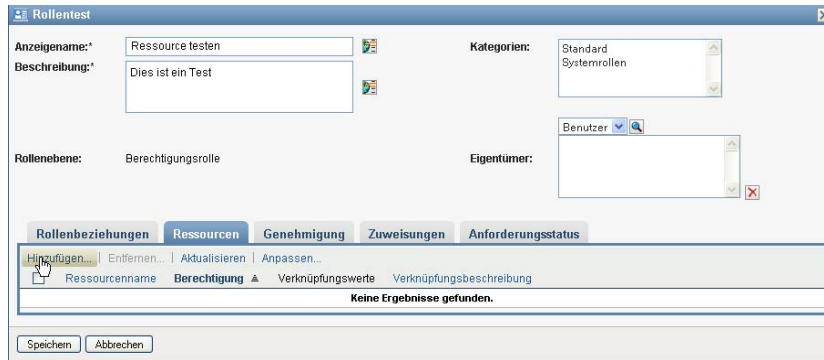 Rollentest
Anzeigename:* Ressource testen Kategorien: Standard
Systemrollen
Beschreibung:* Dies ist ein Test
Benutzer
Rollenebene: Berechtigungsrolle Eigentümer:
Rollenbeziehungen Ressourcen Genehmigung Zuweisungen Anforderungsstatus
Hinzufügen... | Entfernen... | Aktualisieren | Anpassen...
Ressourcenname Berechtigung Verknüpfungswerte Verknüpfungsbeschreibung
Keine Ergebnisse gefunden.
Speichern Abbrechen